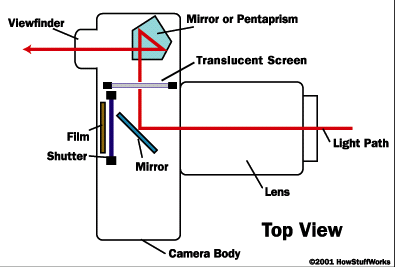 Viewfinder
Mirror or Pentaprism
Translucent Screen
Film
Shutter
Mirror
Light Path
Lens
Top View
Camera Body
©2001 HowStuffWorks